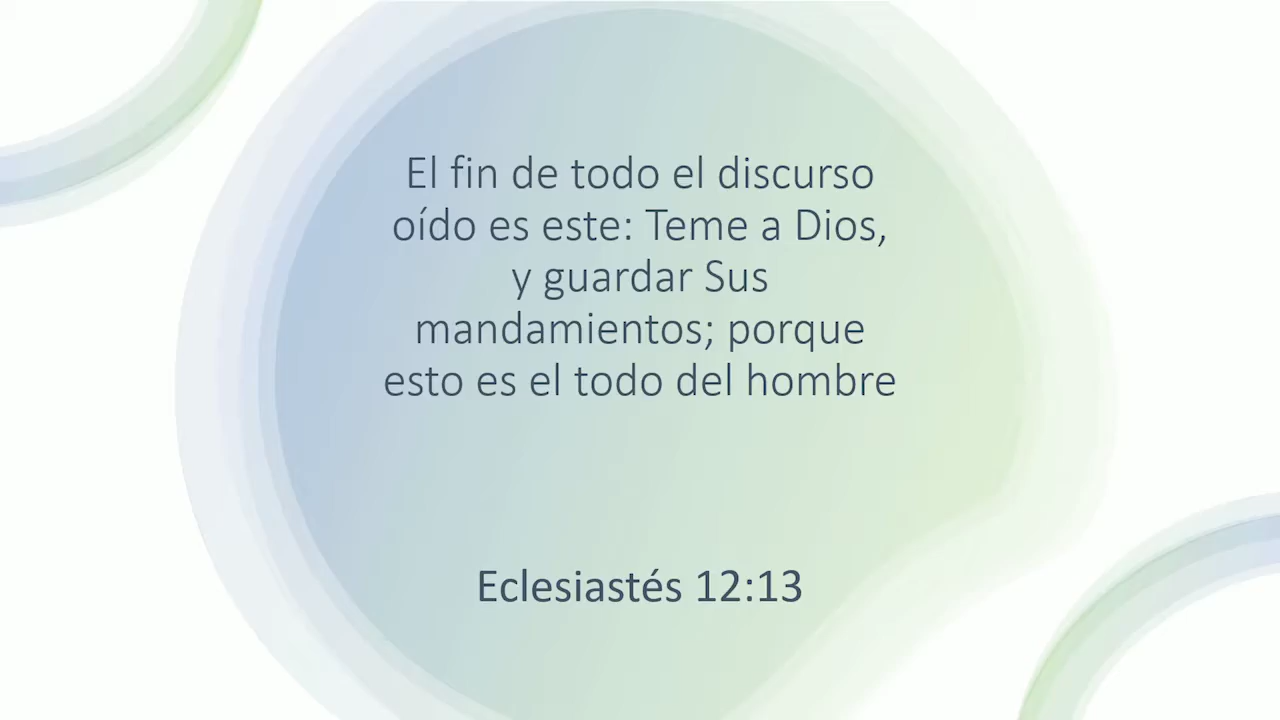 El fin de todo el discurso
oído es este: Teme a Dios,
y guardar Sus
mandamientos; porque
esto es el todo del hombre
Eclesiastés 12:13